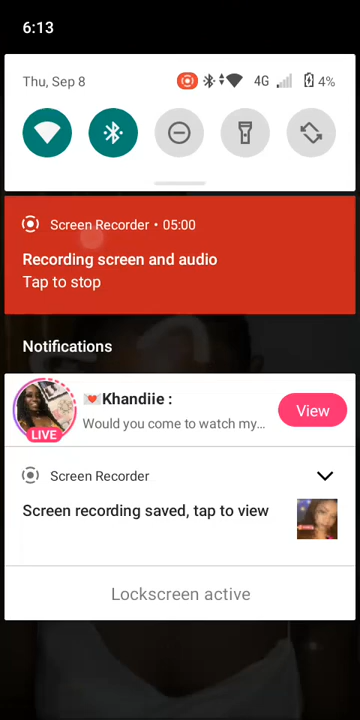 6:13
Thu, Sep 8
4G
4%
Screen Recorder • 05:00
Recording screen and audio
Tap to stop
Notifications
💌Khandiie :
Would you come to watch my...
View
LIVE
Screen Recorder
Screen recording saved, tap to view
Lockscreen active